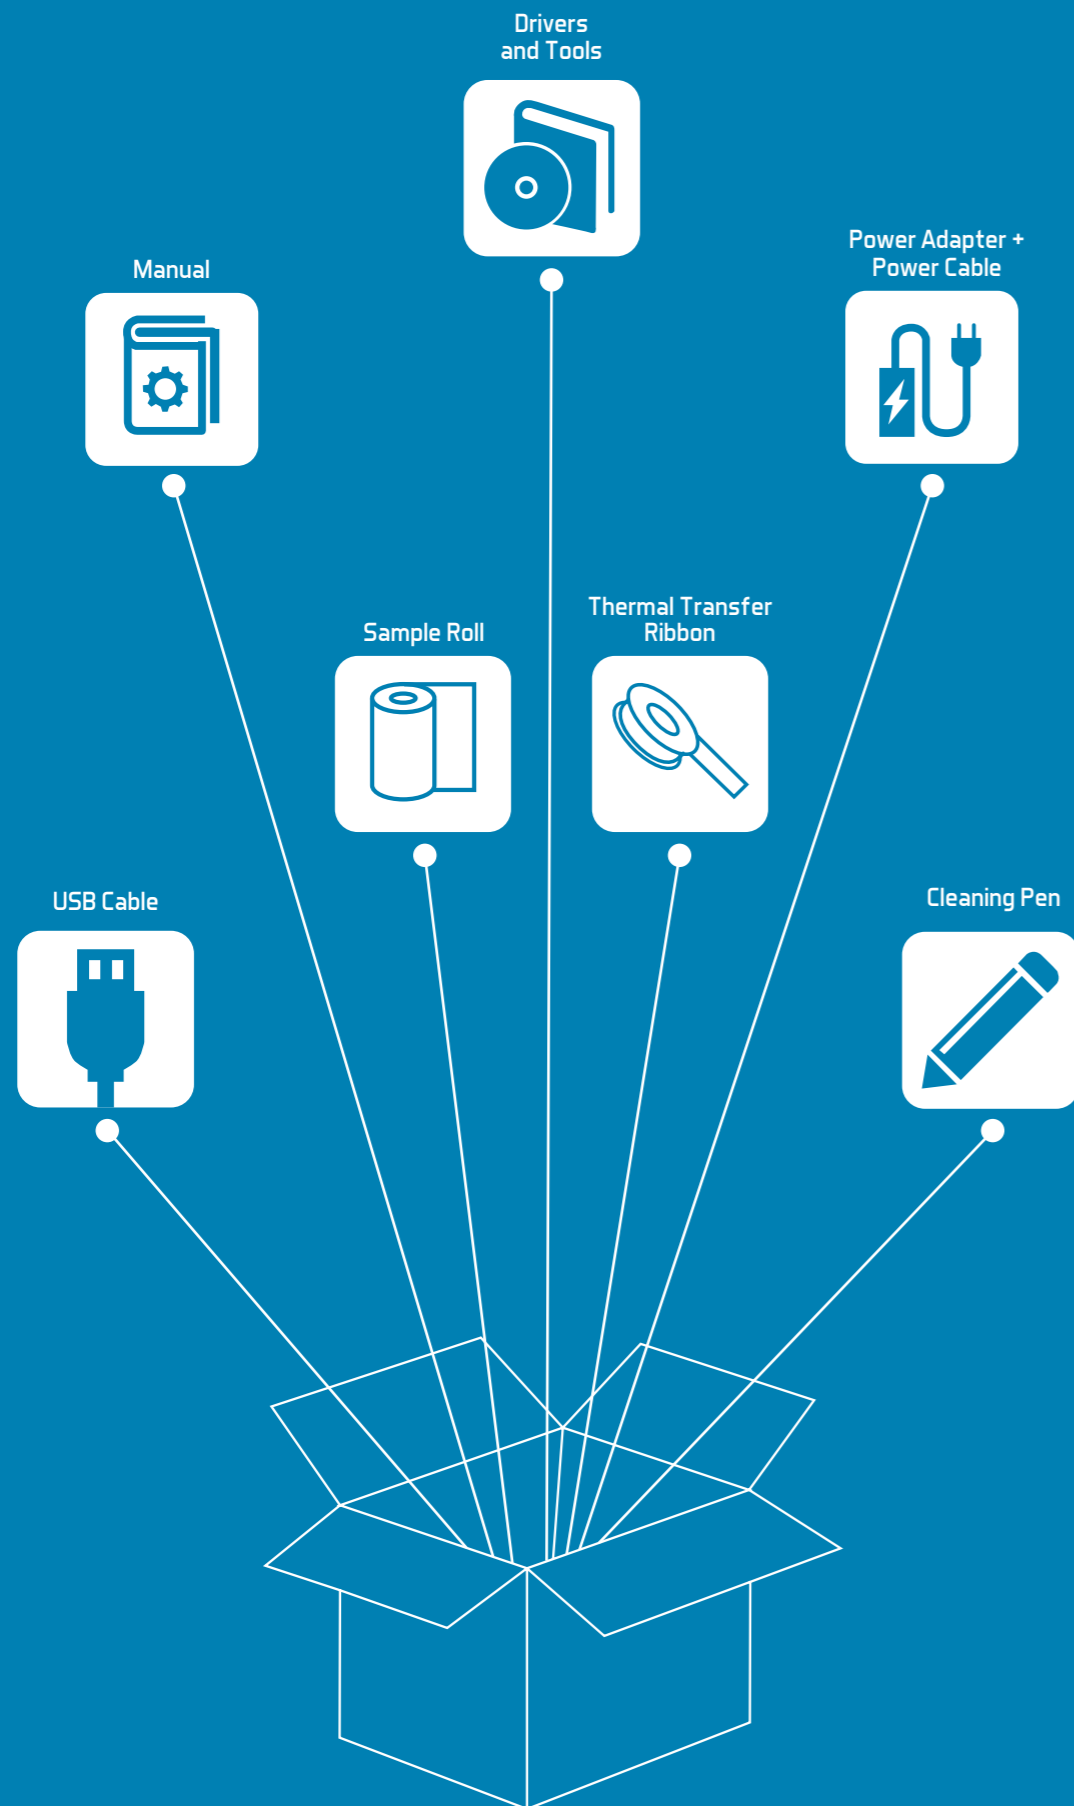 Drivers
and Tools
Power Adapter +
Power Cable
Manual
Thermal Transfer
Ribbon
Sample Roll
USB Cable
Cleaning Pen